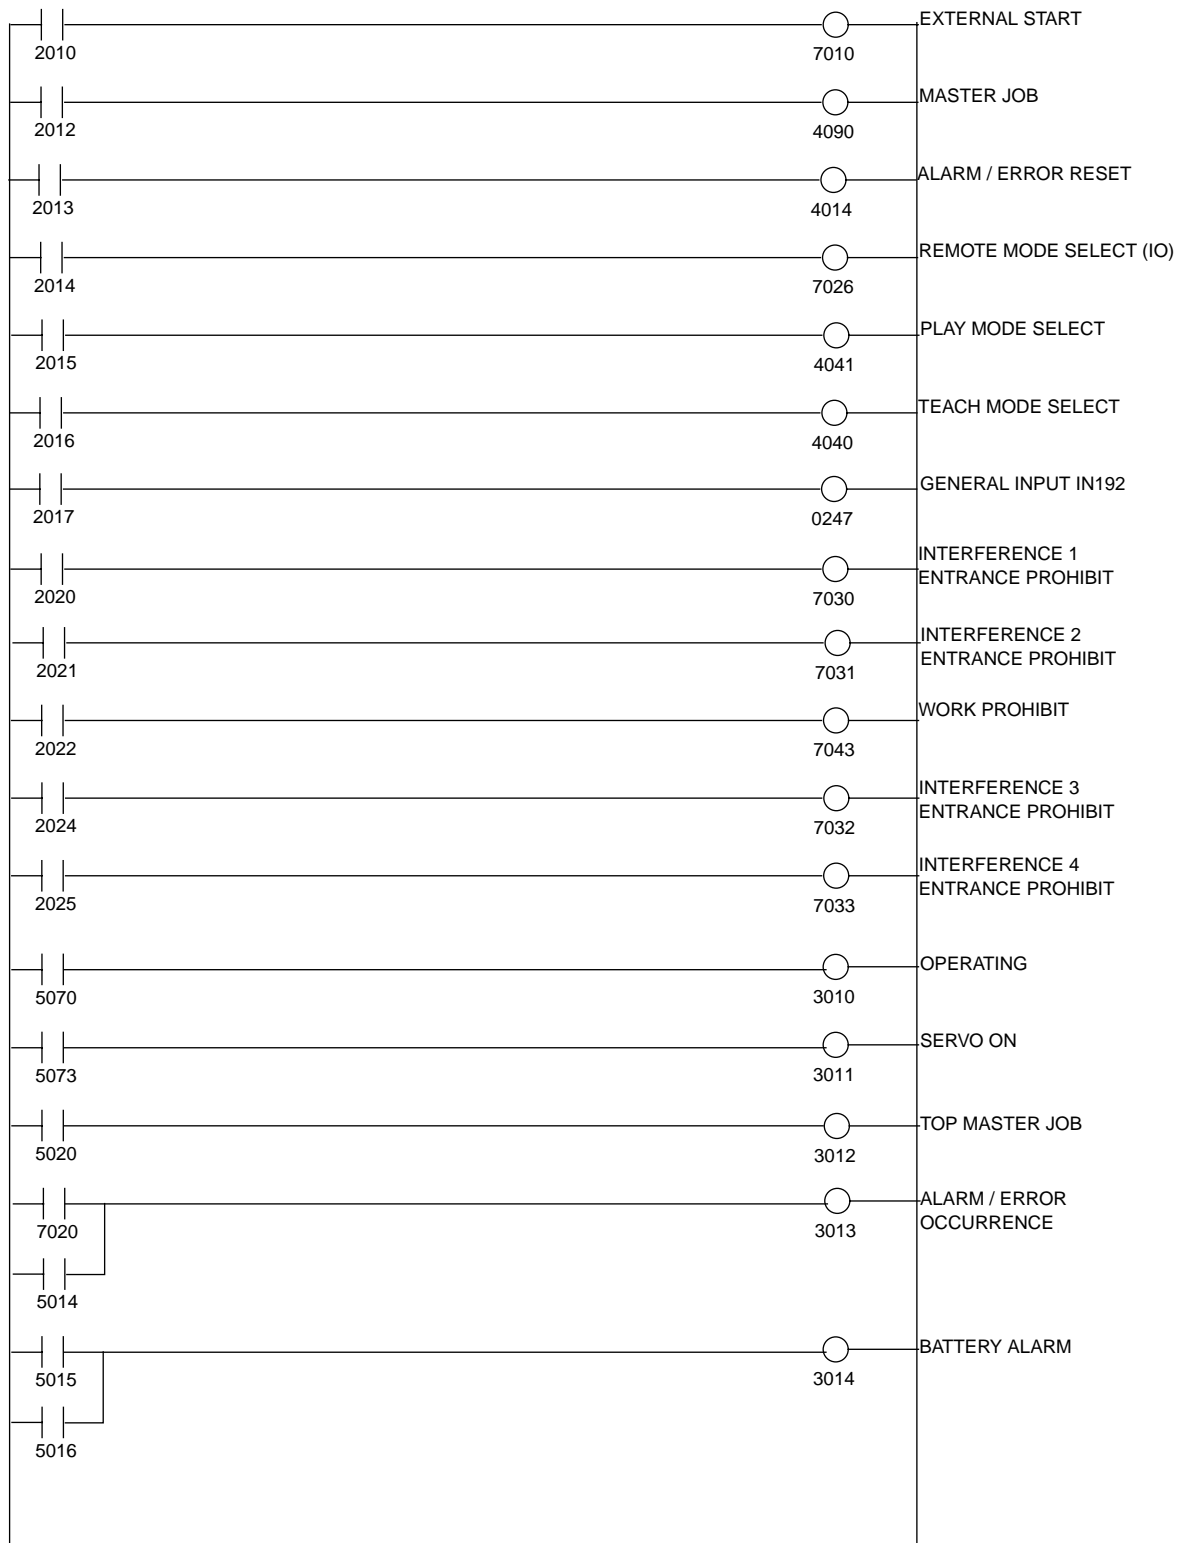 EXTERNAL START
2010
7010
MASTER JOB
2012
4090
ALARM / ERROR RESET
2013
4014
REMOTE MODE SELECT (IO)
2014
7026
PLAY MODE SELECT
2015
4041
TEACH MODE SELECT
2016
4040
GENERAL INPUT IN192
2017
0247
INTERFERENCE 1
ENTRANCE PROHIBIT
2020
7030
INTERFERENCE 2
ENTRANCE PROHIBIT
2021
7031
WORK PROHIBIT
2022
7043
INTERFERENCE 3
ENTRANCE PROHIBIT
2024
7032
INTERFERENCE 4
ENTRANCE PROHIBIT
2025
7033
OPERATING
5070
3010
SERVO ON
5073
3011
TOP MASTER JOB
5020
3012
ALARM / ERROR
OCCURRENCE
7020
3013
5014
BATTERY ALARM
5015
3014
5016